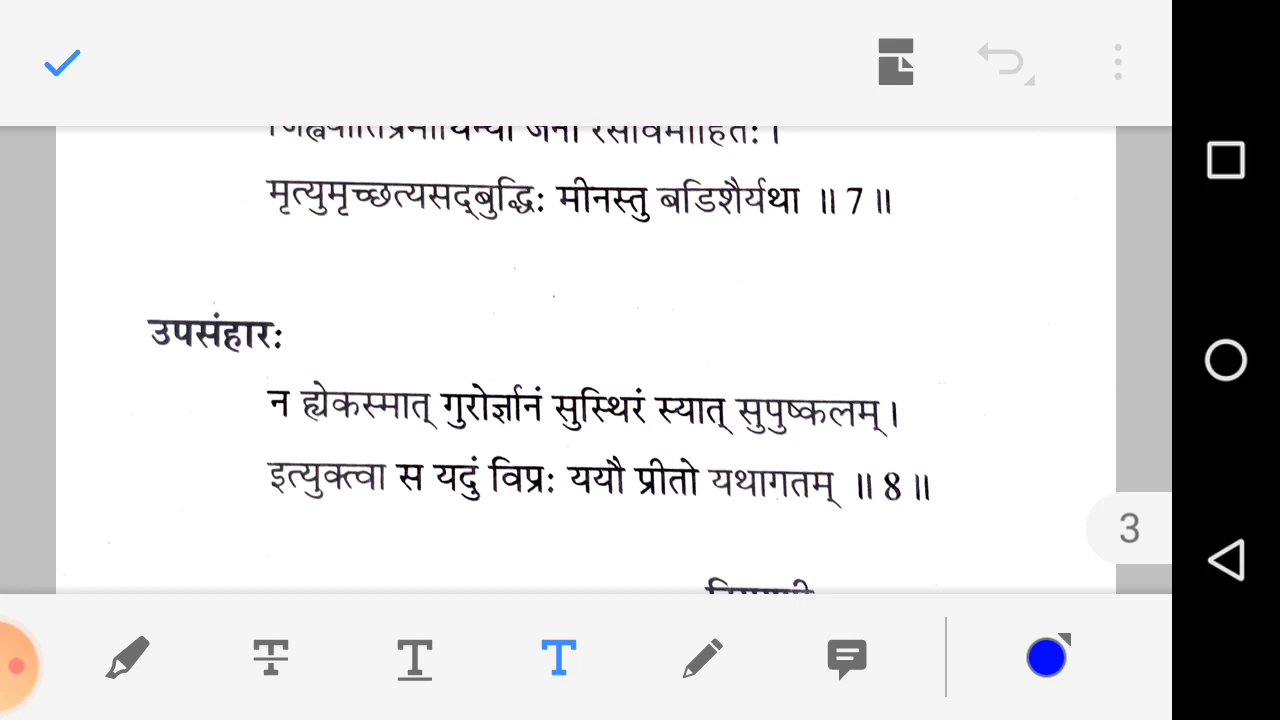 मृत्युमृच्छत्यसद्‌बुद्धिः मीनस्तु बडिशैर्यथा ॥ 7 ॥
उपसंहारः
न ह्येकस्मात् गुरोर्ज्ञानं सुस्थिरं स्यात् सुपुष्कलम् ।
इत्युक्त्वा स यदुं विप्रः ययौ प्रीतो यथागतम् ॥ 8 ॥
3